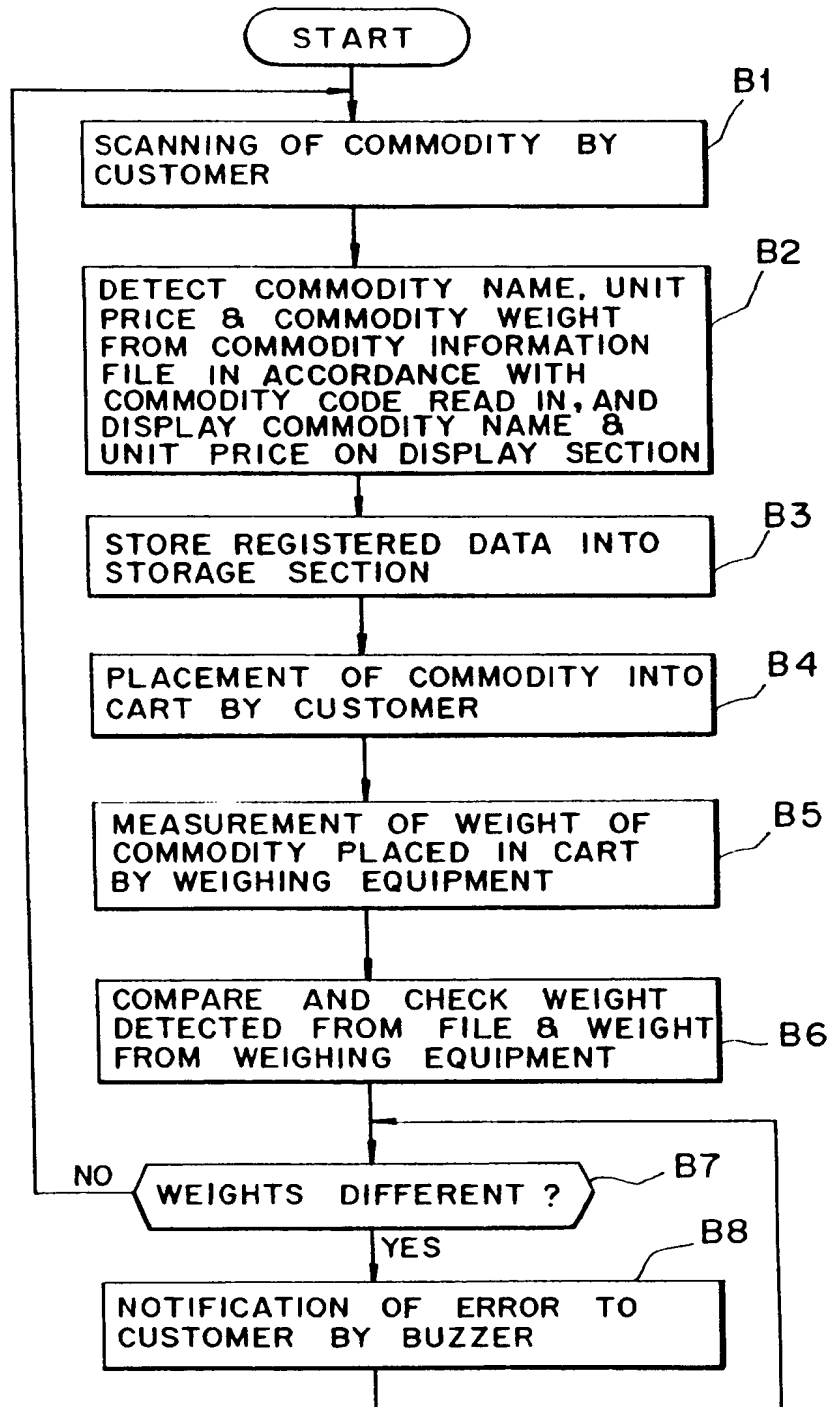 START
B1
SCANNING OF COMMODITY BY
CUSTOMER
B2
DETECT COMMODITY NAME, UNIT
PRICE & COMMODITY WEIGHT
FROM COMMODITY INFORMATION
FILE IN ACCORDANCE WITH
COMMODITY CODE READ IN, AND
DISPLAY COMMODITY NAME &
UNIT PRICE ON DISPLAY SECTION
B3
STORE REGISTERED DATA INTO
STORAGE SECTION
B4
PLACEMENT OF COMMODITY INTO
CART BY CUSTOMER
B5
MEASUREMENT OF WEIGHT OF
COMMODITY PLACED IN CART
BY WEIGHING EQUIPMENT
COMPARE AND CHECK WEIGHT
DETECTED FROM FILE & WEIGHT
FROM WEIGHING EQUIPMENT
B6
NO
WEIGHTS DIFFERENT ?
B7
YES
B8
NOTIFICATION OF ERROR TO
CUSTOMER BY BUZZER